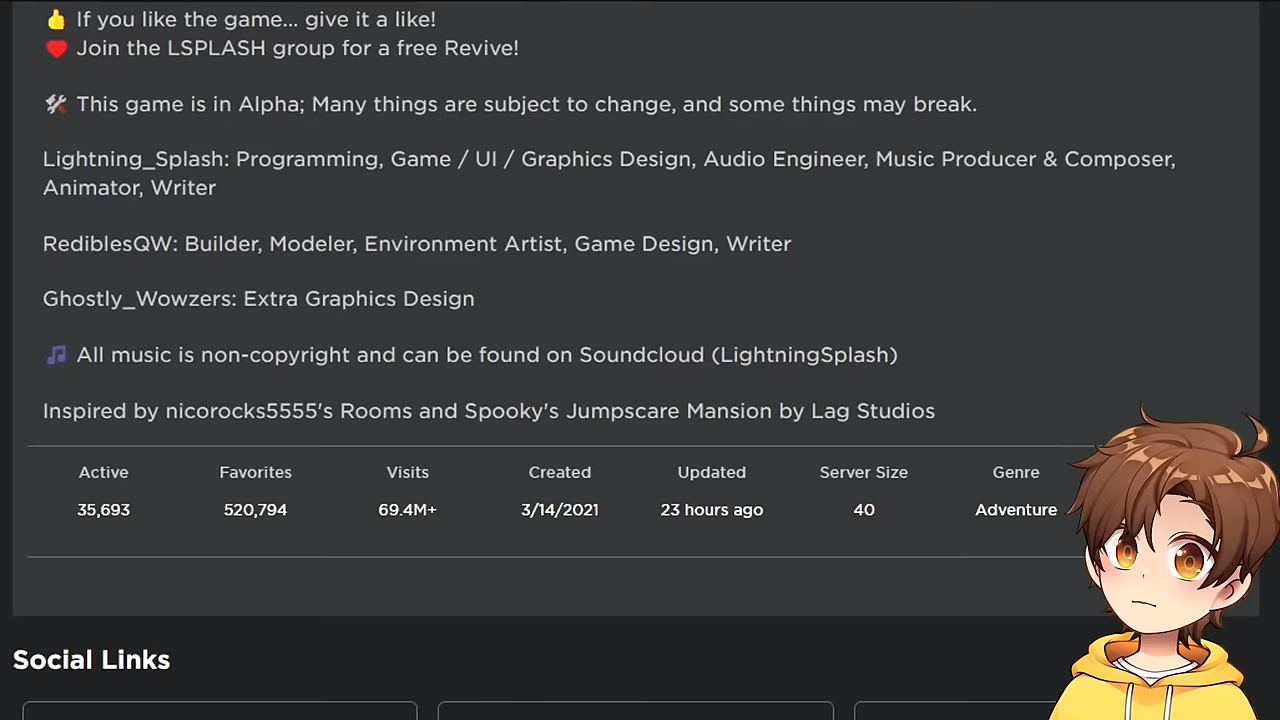 👍 If you like the game... give it a like!
❤️ Join the LSPLASH group for a free Revive!
🛠️ This game is in Alpha; Many things are subject to change, and some things may break.
Lightning_Splash: Programming, Game / UI / Graphics Design, Audio Engineer, Music Producer & Composer,
Animator, Writer
RediblesQW: Builder, Modeler, Environment Artist, Game Design, Writer
Ghostly_Wowzers: Extra Graphics Design
🎵 All music is non-copyright and can be found on Soundcloud (LightningSplash)
Inspired by nicorocks5555's Rooms and Spooky's Jumpscare Mansion by Lag Studios
Active Favorites Visits Created Updated Server Size Genre
35,693 520,794 69.4M+ 3/14/2021 23 hours ago 40 Adventure
Social Links